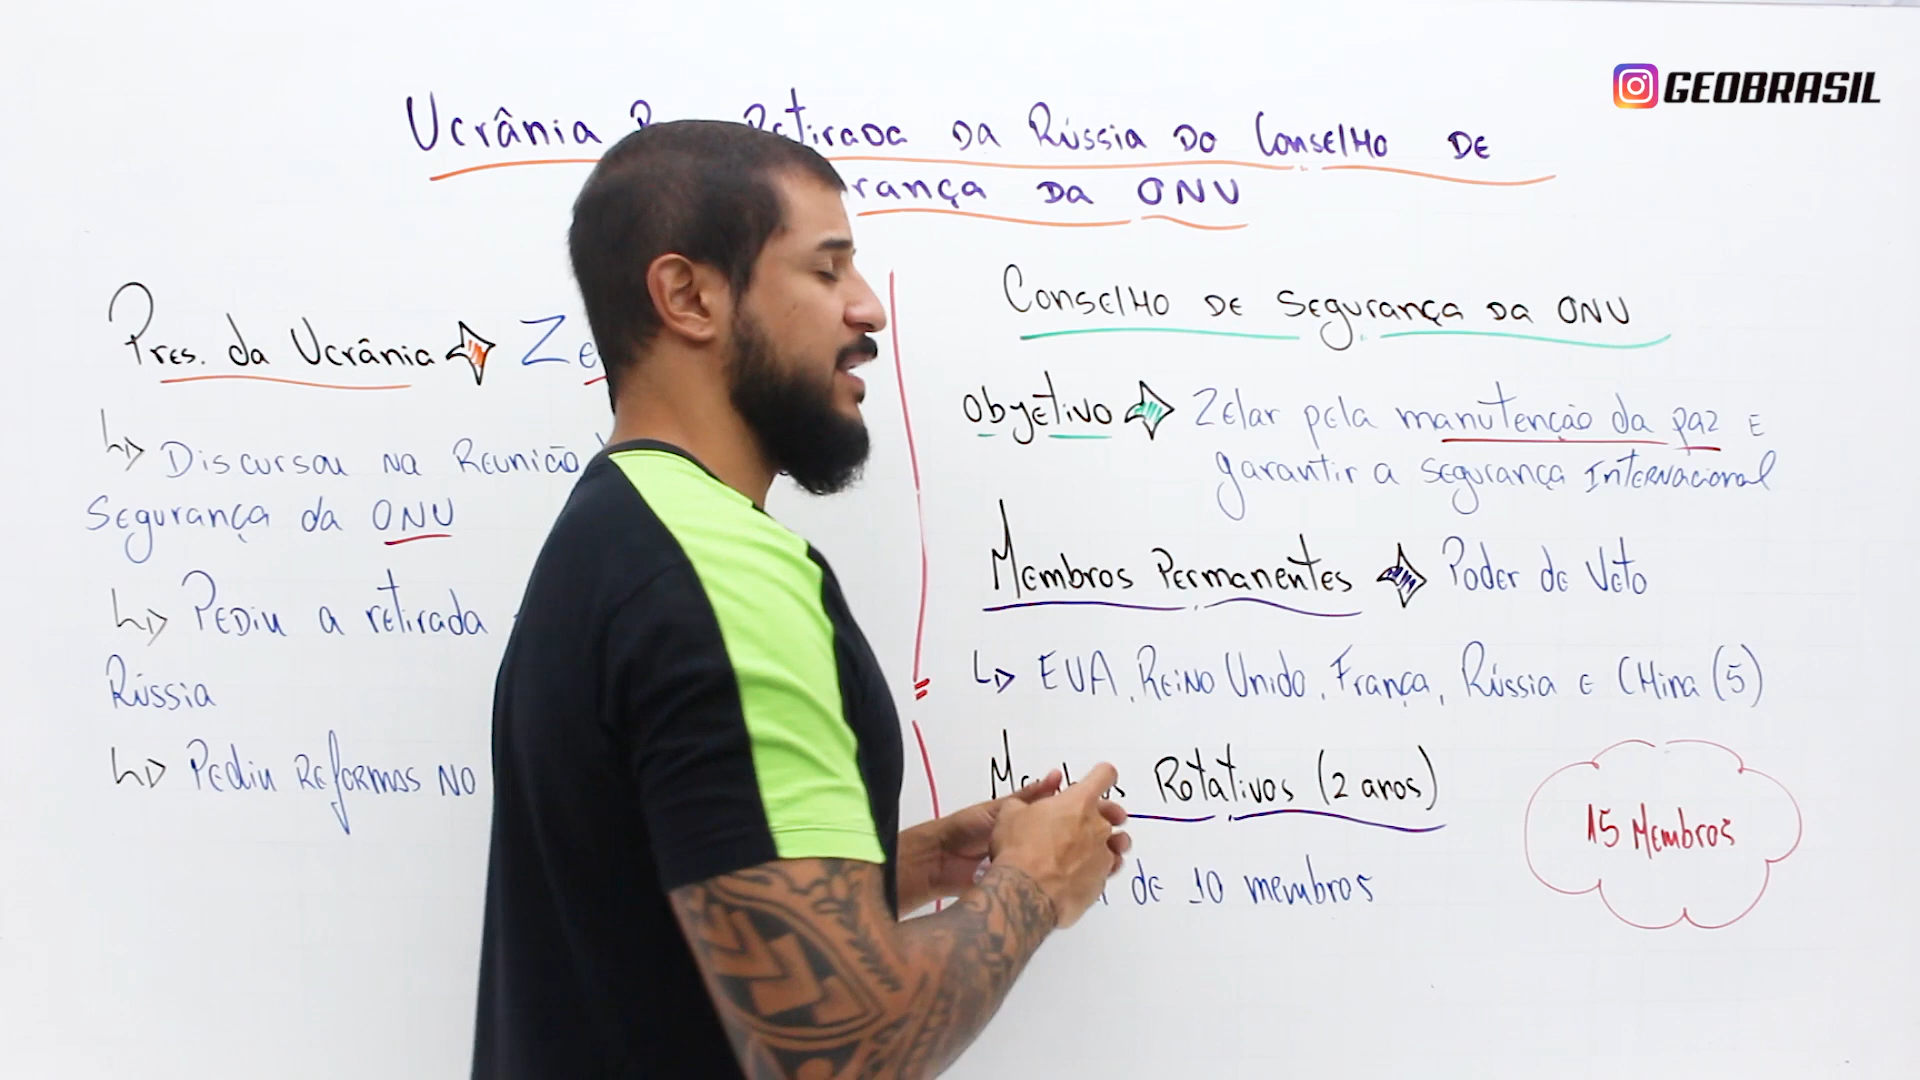 GEOBRASIL
Ucrânia Retirada da Rússia do Conselho de
rança da ONU
Pres. da Ucrânia Ze
Discursou na Reunião
Segurança da ONU
Pediu a retirada
Rússia
Pediu Reformas no
Conselho de Segurança da ONU
Objetivo Zelar pela manutenção da paz e
garantir a segurança Internacional
Membros Permanentes Poder de Veto
EUA, Reino Unido, França, Rússia e China (5)
Membros Rotativos (2 anos)
de 10 membros
15 Membros